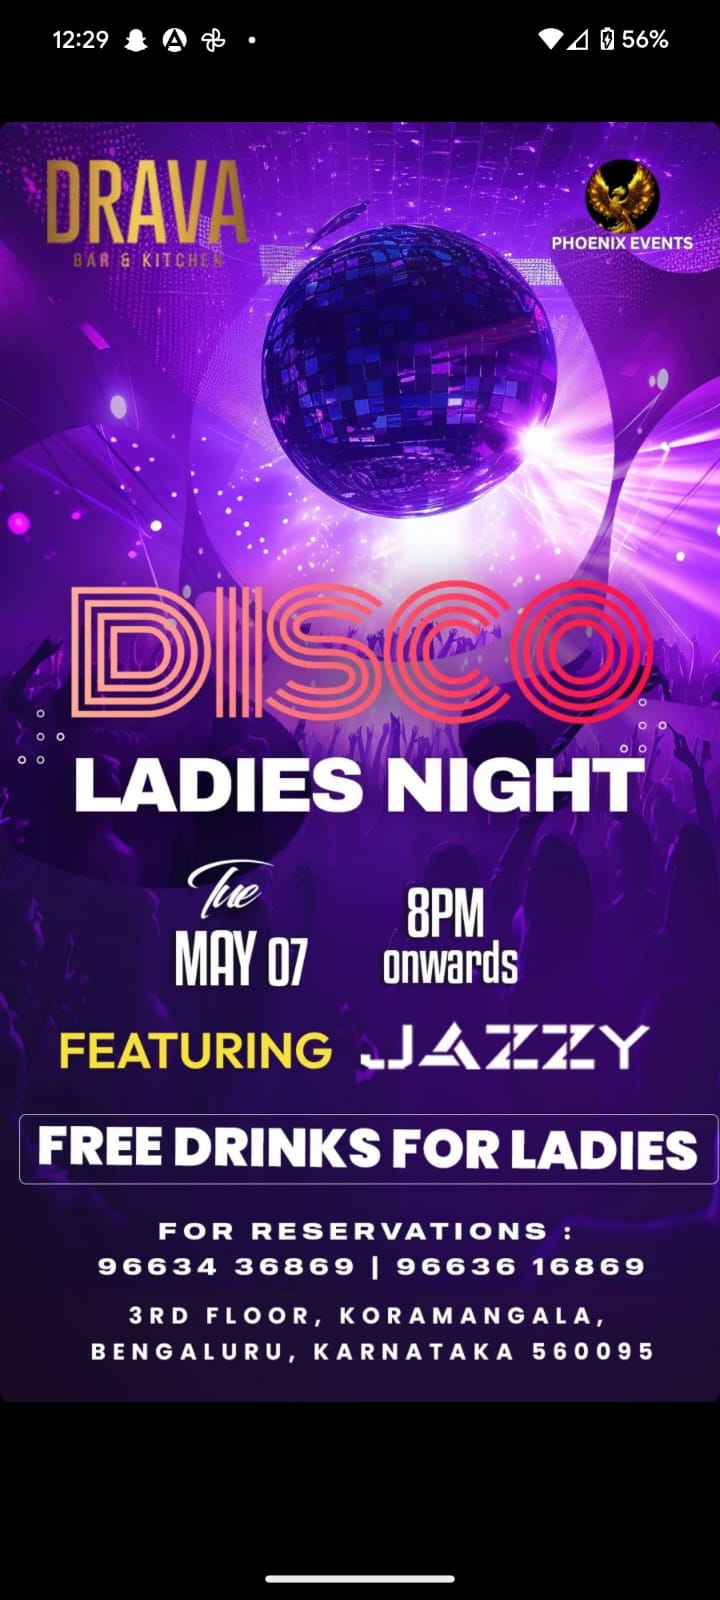 12:29
56%
DRAVA
BAR & KITCHEN
PHOENIX EVENTS
DISCO
LADIES NIGHT
Tue
MAY 07
8PM
onwards
FEATURING JAZZY
FREE DRINKS FOR LADIES
FOR RESERVATIONS :
96634 36869 | 96636 16869
3RD FLOOR, KORAMANGALA,
BENGALURU, KARNATAKA 560095